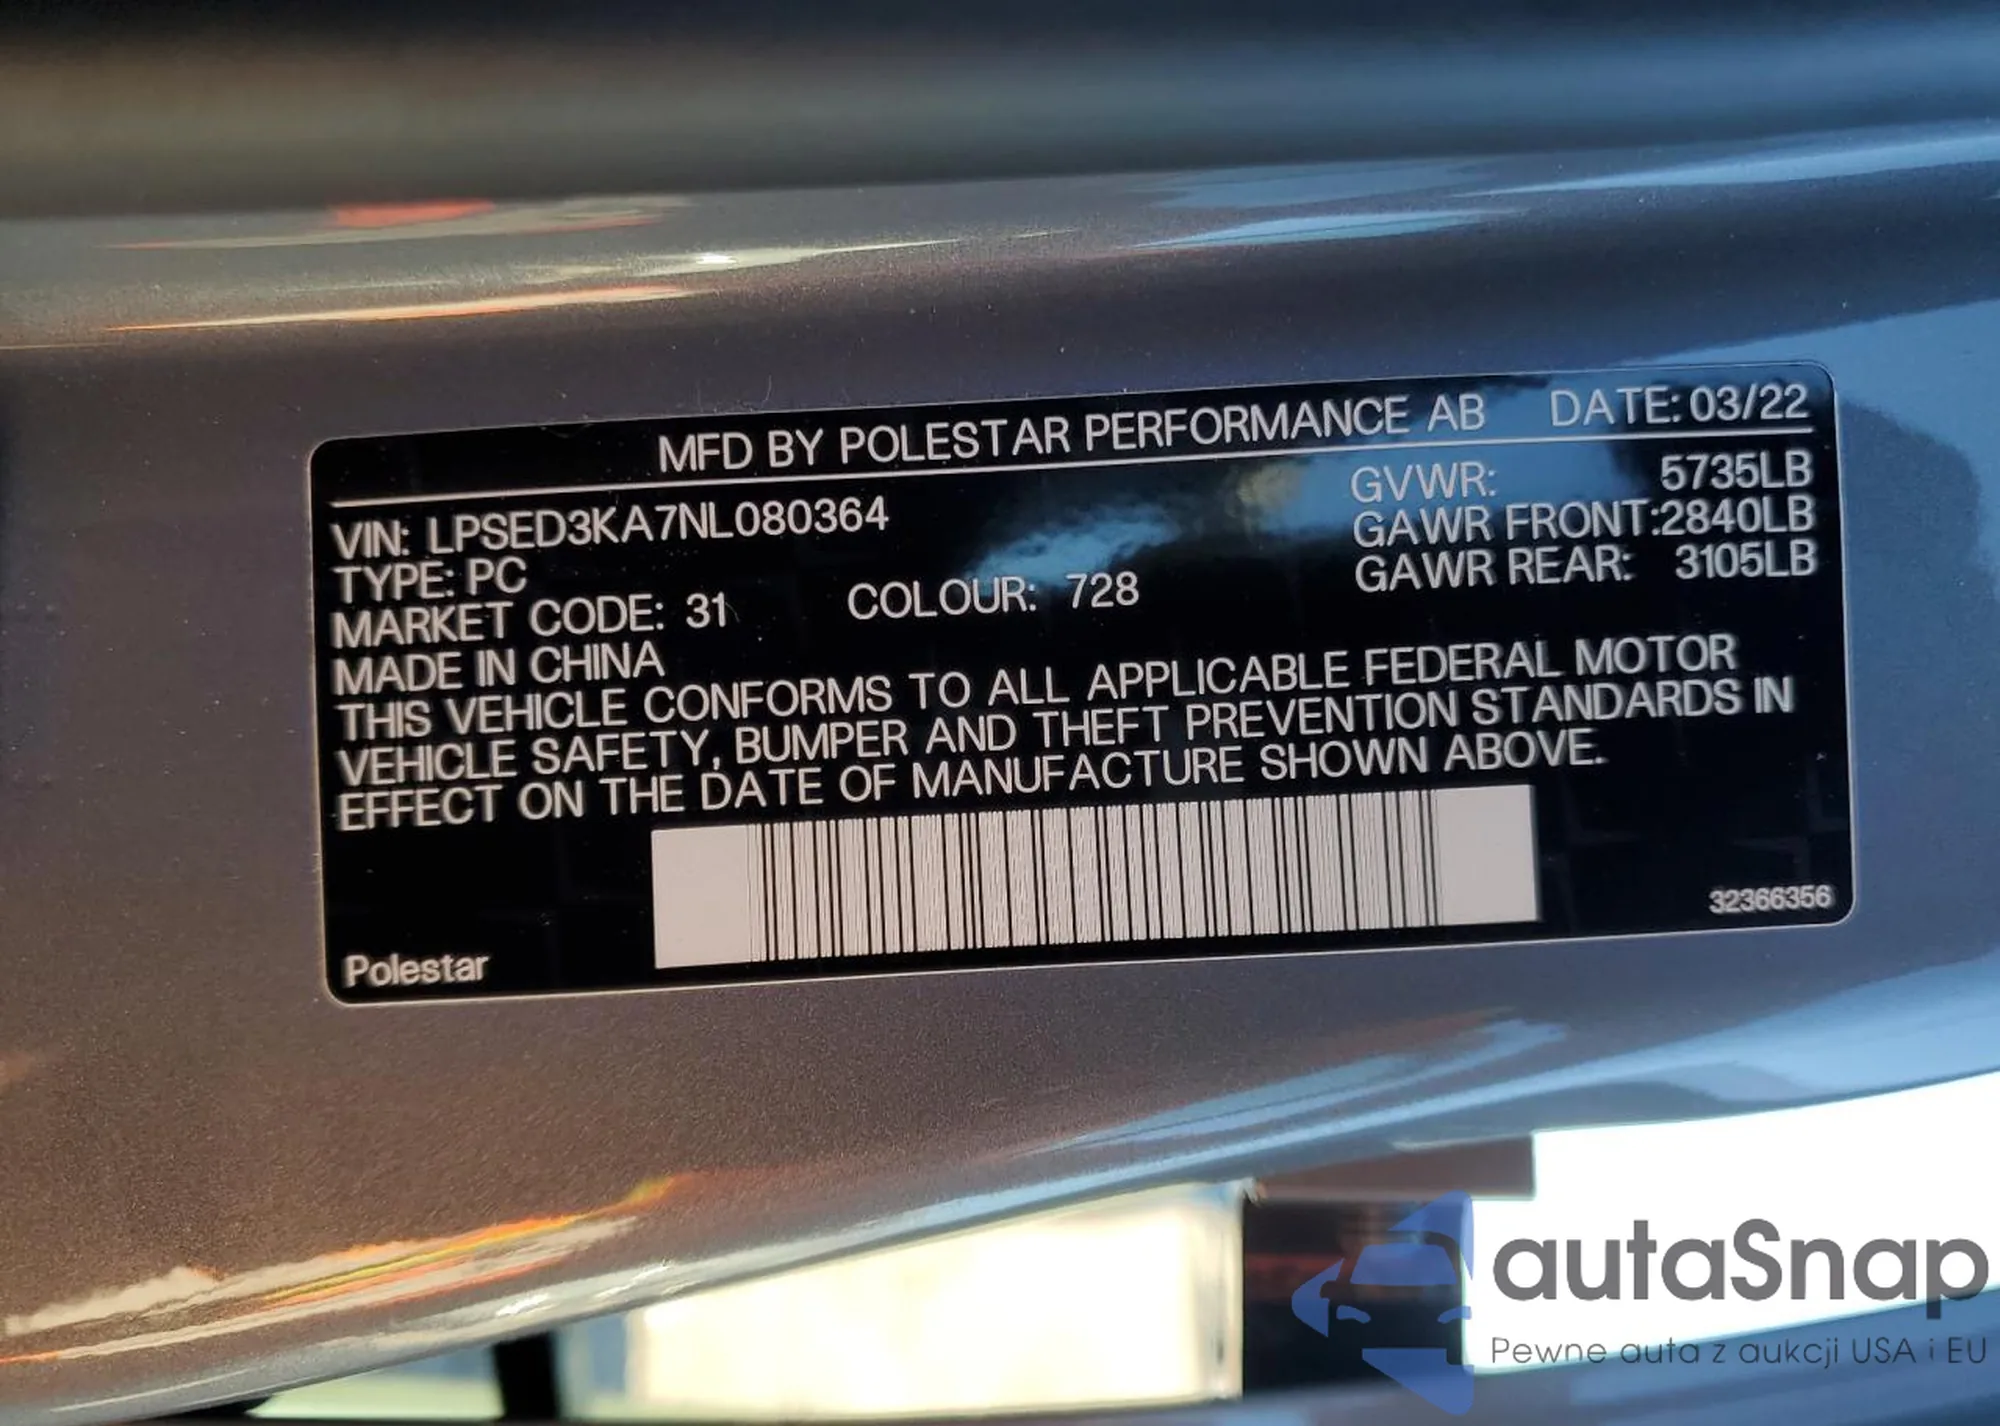 MFD BY POLESTAR PERFORMANCE AB DATE: 03/22
VIN: LPSED3KA7NL080364
GVWR: 5735LB
TYPE: PC
GAWR FRONT:2840LB
MARKET CODE: 31 COLOUR: 728
GAWR REAR: 3105LB
MADE IN CHINA
THIS VEHICLE CONFORMS TO ALL APPLICABLE FEDERAL MOTOR
VEHICLE SAFETY, BUMPER AND THEFT PREVENTION STANDARDS IN
EFFECT ON THE DATE OF MANUFACTURE SHOWN ABOVE.
32366356
Polestar
autaSnap
Pewne auta z aukcji USA i EU